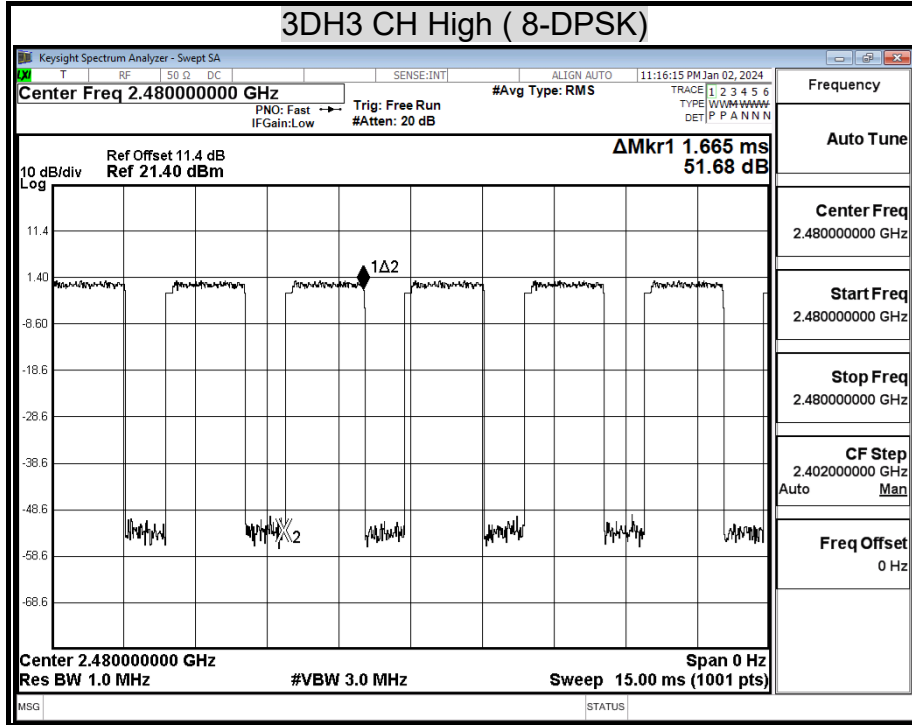 3DH3 CH High ( 8-DPSK)
Keysight Spectrum Analyzer - Swept SA
LXI T RF 50 Ω DC SENSE:INT ALIGN AUTO 11:16:15 PM Jan 02, 2024
Center Freq 2.480000000 GHz
PNO: Fast
IFGain:Low
Trig: Free Run
#Atten: 20 dB
#Avg Type: RMS
TRACE 1 2 3 4 5 6
TYPE WWMWWWW
DET P P A N N N
Ref Offset 11.4 dB
10 dB/div Ref 21.40 dBm
Log
ΔMkr1 1.665 ms
51.68 dB
11.4
1.40
-8.60
-18.6
-28.6
-38.6
-48.6
-58.6
-68.6
1Δ2
2
Center 2.480000000 GHz
Span 0 Hz
Res BW 1.0 MHz
#VBW 3.0 MHz
Sweep 15.00 ms (1001 pts)
MSG
STATUS
Frequency
Auto Tune
Center Freq
2.480000000 GHz
Start Freq
2.480000000 GHz
Stop Freq
2.480000000 GHz
CF Step
2.402000000 GHz
Auto Man
Freq Offset
0 Hz